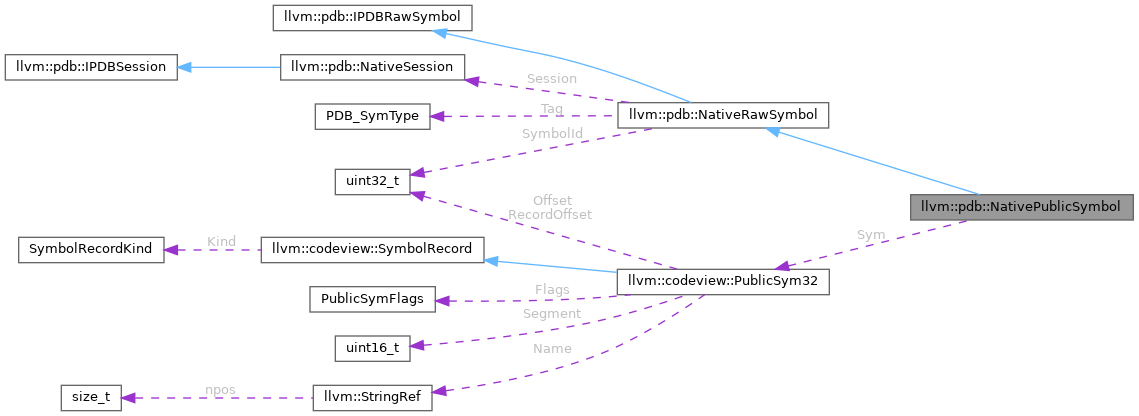 llvm::pdb::IPDBRawSymbol
llvm::pdb::IPDBSession
llvm::pdb::NativeSession
Session
Tag
PDB_SymType
llvm::pdb::NativeRawSymbol
SymbolId
uint32_t
Offset
RecordOffset
llvm::pdb::NativePublicSymbol
Sym
SymbolRecordKind
Kind
llvm::codeview::SymbolRecord
llvm::codeview::PublicSym32
PublicSymFlags
Flags
Segment
uint16_t
Name
size_t
npos
llvm::StringRef